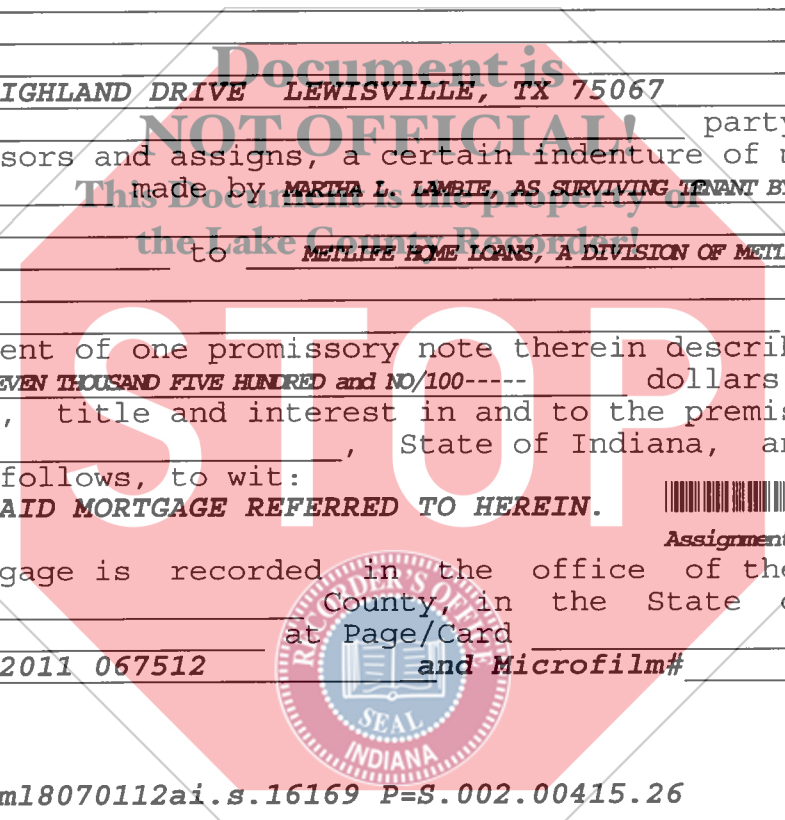 Document is
IGHLAND DRIVE LEWISVILLE, TX 75067
NOT OFFICIAL!
party
sors and assigns, a certain indenture of
This Document is the property of
made by MARTHA L. LAMBIE, AS SURVIVING TENANT BY
the Lake County Recorder!
to METLIFE HOME LOANS, A DIVISION OF METL
STOP
ent of one promissory note therein describ
EVEN THOUSAND FIVE HUNDRED and NO/100-----
dollars
, title and interest in and to the premis
, State of Indiana, an
follows, to wit:
AID MORTGAGE REFERRED TO HEREIN.
Assignment
gage is recorded in the office of the
County, in the State
at Page/Card
2011 067512 and Microfilm#
RECORDER'S OFFICE
SEAL
INDIANA
ml8070112ai.s.16169 P=S.002.00415.26